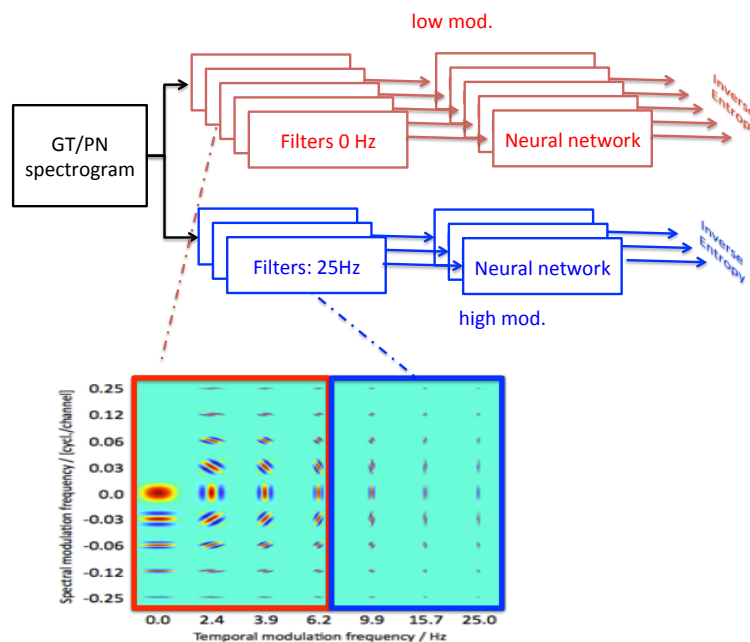 low mod.
GT/PN
spectrogram
Filters 0 Hz
Neural network
Inverse
Entropy
Filters: 25Hz
Neural network
Inverse
Entropy
high mod.
Spectral modulation frequency / [cycl./channel]
0.25
0.12
0.06
0.03
0.0
-0.03
-0.06
-0.12
-0.25
0.0 2.4 3.9 6.2 9.9 15.7 25.0
Temporal modulation frequency / Hz